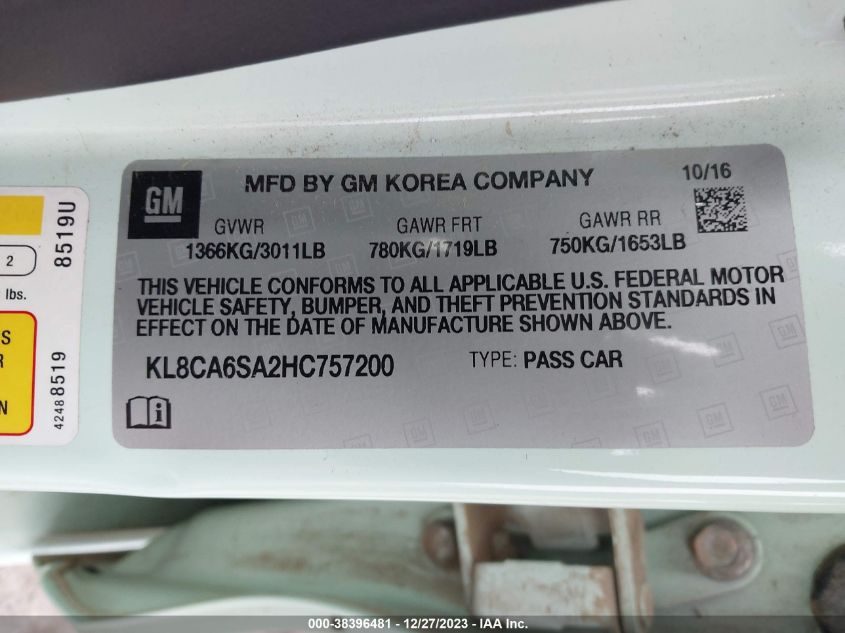 GM
MFD BY GM KOREA COMPANY
10/16
GVWR
GAWR FRT
GAWR RR
1366KG/3011LB
780KG/1719LB
750KG/1653LB
THIS VEHICLE CONFORMS TO ALL APPLICABLE U.S. FEDERAL MOTOR
VEHICLE SAFETY, BUMPER, AND THEFT PREVENTION STANDARDS IN
EFFECT ON THE DATE OF MANUFACTURE SHOWN ABOVE.
KL8CA6SA2HC757200
TYPE: PASS CAR
8519U
2
lbs.
42488519
000-38396481 - 12/27/2023 - Copyright © 2023 IAA, Inc.